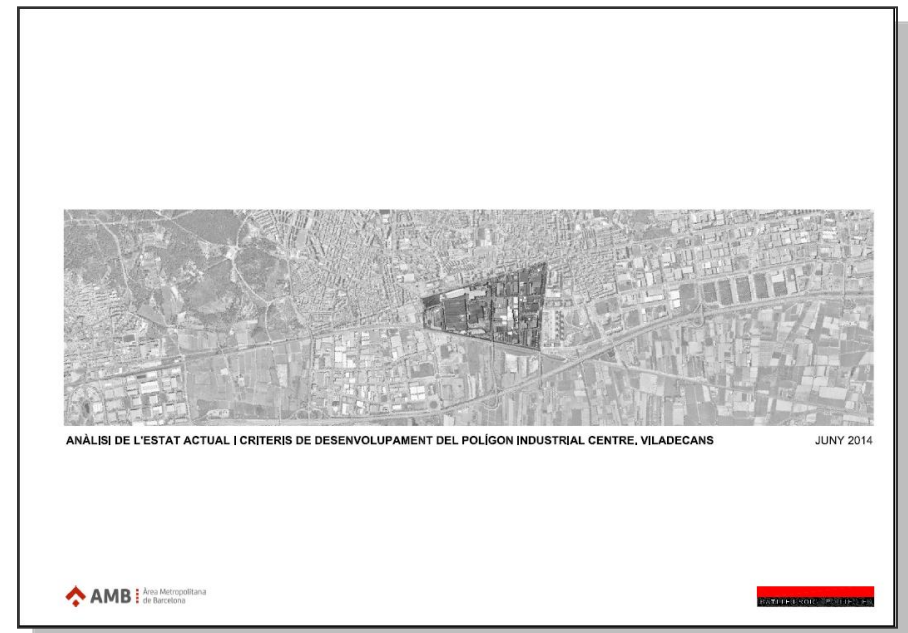 ANÀLISI DE L'ESTAT ACTUAL I CRITERIS DE DESENVOLUPAMENT DEL POLÍGON INDUSTRIAL CENTRE, VILADECANS JUNY 2014
AMB Àrea Metropolitana
de Barcelona